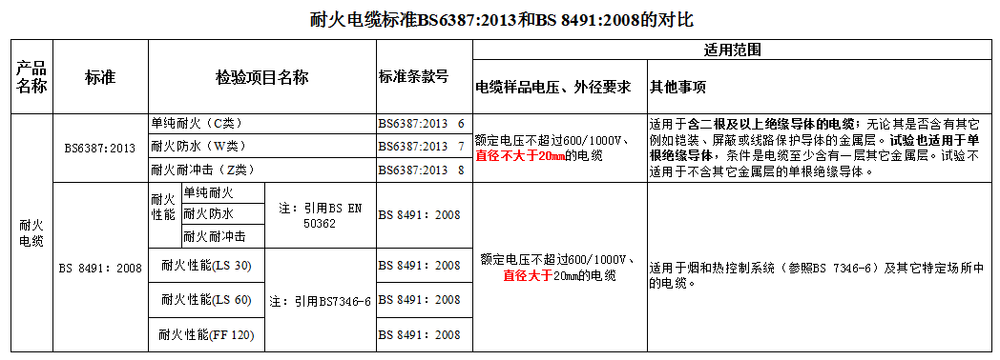 耐火电缆标准BS6387:2013和BS 8491:2008的对比
产品
名称
标准
检验项目名称
标准条款号
适用范围
电缆样品电压、外径要求
其他事项
耐火
电缆
BS6387:2013
单纯耐火（C类）
BS6387:2013 6
耐火防水（W类）
BS6387:2013 7
耐火耐冲击（Z类）
BS6387:2013 8
额定电压不超过600/1000V、
直径不大于20mm的电缆
适用于含二根及以上绝缘导体的电缆；无论其是否含有其它
例如铠装、屏蔽或线路保护导体的金属层。试验也适用于单
根绝缘导体，条件是电缆至少含有一层其它金属层。试验不
适用于不含其它金属层的单根绝缘导体。
BS 8491：2008
耐火
性能
单纯耐火
耐火防水
耐火耐冲击
注：引用BS EN
50362
BS 8491：2008
耐火性能(LS 30)
BS 8491：2008
耐火性能(LS 60)
注：引用BS7346-6
BS 8491：2008
耐火性能(FF 120)
BS 8491：2008
额定电压不超过600/1000V、
直径大于20mm的电缆
适用于烟和热控制系统（参照BS 7346-6）及其它特定场所中
的电缆。